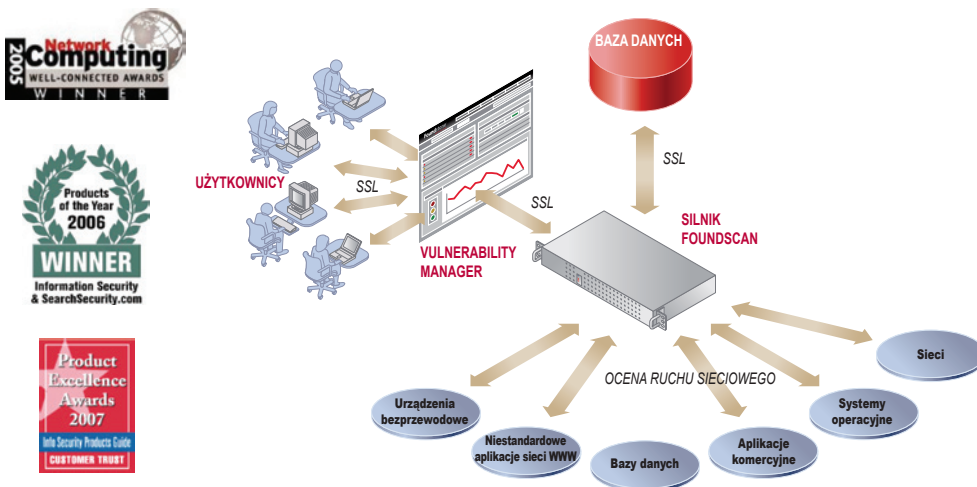 2005
Network
Computing
WELL-CONNECTED AWARDS
WINNER
Products
of the Year
2006
WINNER
Information Security
& SearchSecurity.com
Product
Excellence
Awards
2007
Info Security Products Guide
CUSTOMER TRUST
BAZA DANYCH
SSL
UŻYTKOWNICY
SSL
SSL
VULNERABILITY
MANAGER
SILNIK
FOUNDSCAN
OCENA RUCHU SIECIOWEGO
Urządzenia
bezprzewodowe
Niestandardowe
aplikacje sieci WWW
Bazy danych
Aplikacje
komercyjne
Systemy
operacyjne
Sieci